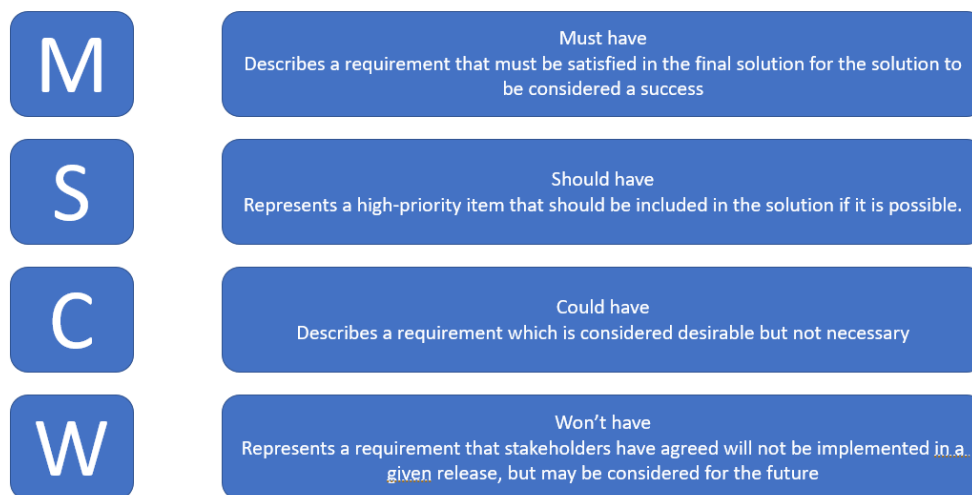 M
Must have
Describes a requirement that must be satisfied in the final solution for the solution to
be considered a success
S
Should have
Represents a high-priority item that should be included in the solution if it is possible.
C
Could have
Describes a requirement which is considered desirable but not necessary
W
Won’t have
Represents a requirement that stakeholders have agreed will not be implemented in a
given release, but may be considered for the future